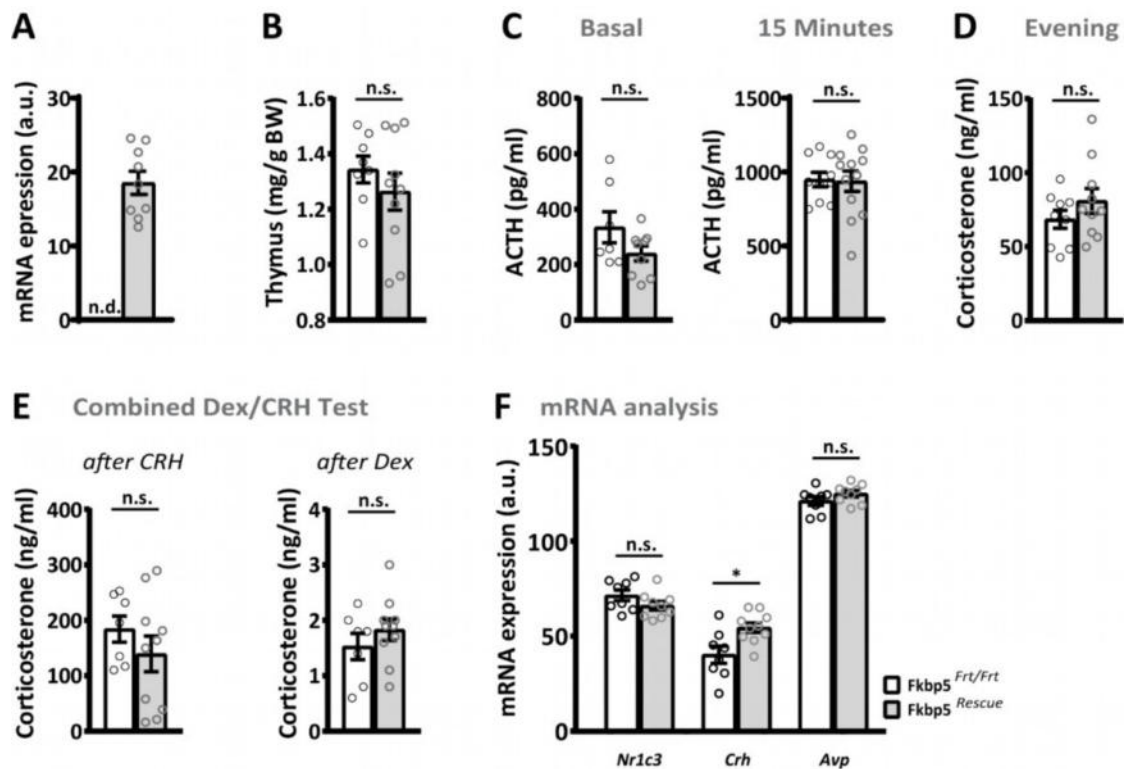 A
mRNA epression (a.u.)
30
20
10
0
n.d.
B
Thymus (mg/g BW)
1.6
1.4
1.2
1.0
0.8
n.s.
C Basal 15 Minutes
ACTH (pg/ml)
800
600
400
200
0
n.s.
ACTH (pg/ml)
1500
1000
500
0
n.s.
D Evening
Corticosterone (ng/ml)
150
100
50
0
n.s.
E Combined Dex/CRH Test
after CRH
Corticosterone (ng/ml)
400
300
200
100
0
n.s.
after Dex
Corticosterone (ng/ml)
4
3
2
1
0
n.s.
F mRNA analysis
mRNA expression (a.u.)
150
100
50
0
n.s.
*
n.s.
Nr1c3 Crh Avp
Fkbp5 Frt/Frt
Fkbp5 Rescue